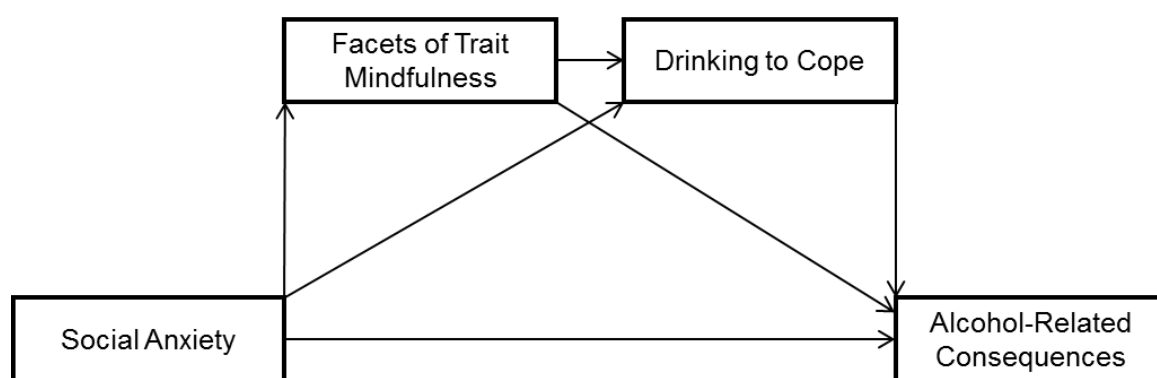 Facets of Trait
Mindfulness
Drinking to Cope
Social Anxiety
Alcohol-Related
Consequences